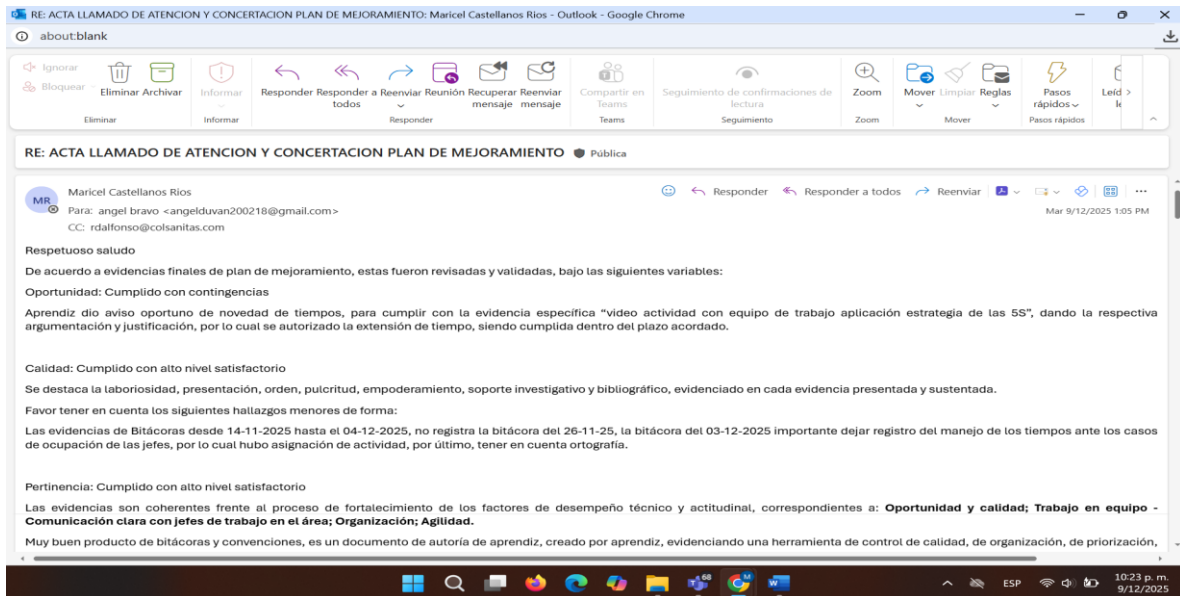 RE: ACTA LLAMADO DE ATENCION Y CONCERTACION PLAN DE MEJORAMIENTO: Maricel Castellanos Rios - Outlook - Google Chrome
about:blank
Ignorar
Bloquear
Eliminar Archivar
Informar
Responder Responder a todos Reenviar Reunión Recuperar mensaje Reenviar mensaje
Compartir en Teams
Seguimiento de confirmaciones de lectura
Zoom
Mover Limpiar Reglas
Pasos rápidos
Eliminar Informar Responder Teams Seguimiento Zoom Mover Pasos rápidos
RE: ACTA LLAMADO DE ATENCION Y CONCERTACION PLAN DE MEJORAMIENTO Pública
MR
Maricel Castellanos Rios
Responder Responder a todos Reenviar
Para: angel bravo <angelduvan200218@gmail.com>
Mar 9/12/2025 1:05 PM
CC: rdalfonso@colsanitas.com
Respetuoso saludo
De acuerdo a evidencias finales de plan de mejoramiento, estas fueron revisadas y validadas, bajo las siguientes variables:
Oportunidad: Cumplido con contingencias
Aprendiz dio aviso oportuno de novedad de tiempos, para cumplir con la evidencia específica “video actividad con equipo de trabajo aplicación estrategia de las 5S”, dando la respectiva
argumentación y justificación, por lo cual se autorizado la extensión de tiempo, siendo cumplida dentro del plazo acordado.
Calidad: Cumplido con alto nivel satisfactorio
Se destaca la laboriosidad, presentación, orden, pulcritud, empoderamiento, soporte investigativo y bibliográfico, evidenciado en cada evidencia presentada y sustentada.
Favor tener en cuenta los siguientes hallazgos menores de forma:
Las evidencias de Bitácoras desde 14-11-2025 hasta el 04-12-2025, no registra la bitácora del 26-11-25, la bitácora del 03-12-2025 importante dejar registro del manejo de los tiempos ante los casos
de ocupación de las jefes, por lo cual hubo asignación de actividad, por último, tener en cuenta ortografía.
Pertinencia: Cumplido con alto nivel satisfactorio
Las evidencias son coherentes frente al proceso de fortalecimiento de los factores de desempeño técnico y actitudinal, correspondientes a: Oportunidad y calidad; Trabajo en equipo -
Comunicación clara con jefes de trabajo en el área; Organización; Agilidad.
Muy buen producto de bitácoras y convenciones, es un documento de autoría de aprendiz, creado por aprendiz, evidenciando una herramienta de control de calidad, de organización, de priorización,
68
ESP
10:23 p. m.
9/12/2025